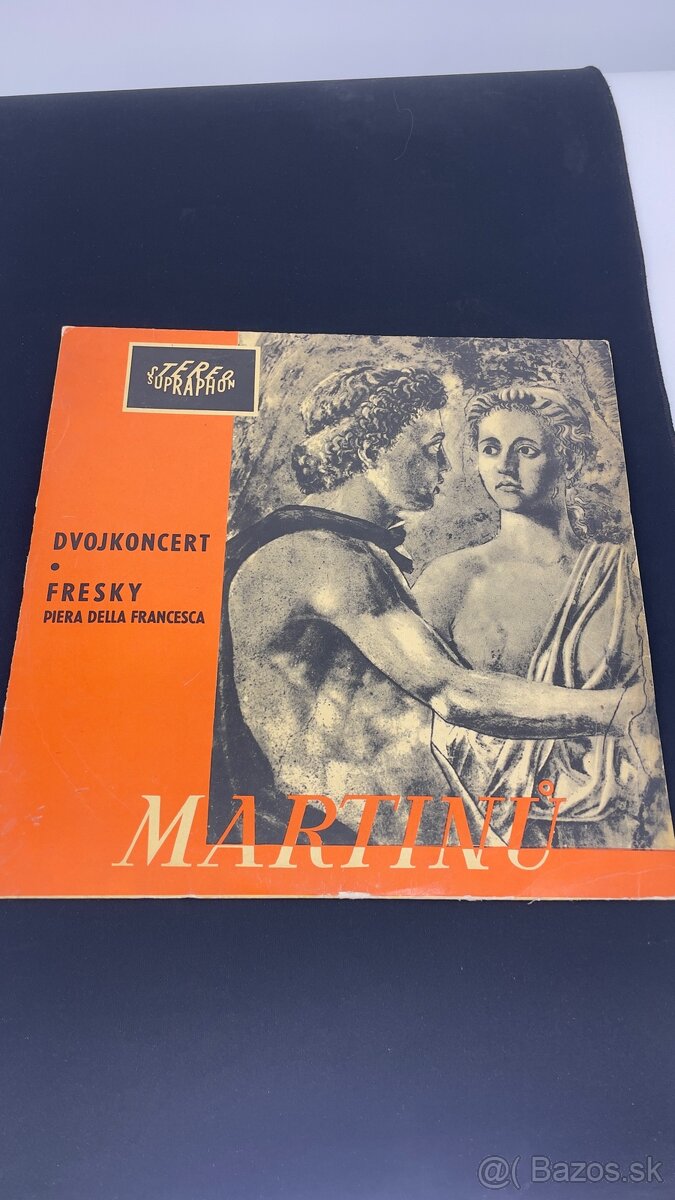 STEREO
SUPRAPHON
DVOJKONCERT
•
FRESKY
PIERA DELLA FRANCESCA
MARTINŮ
@( Bazos.sk